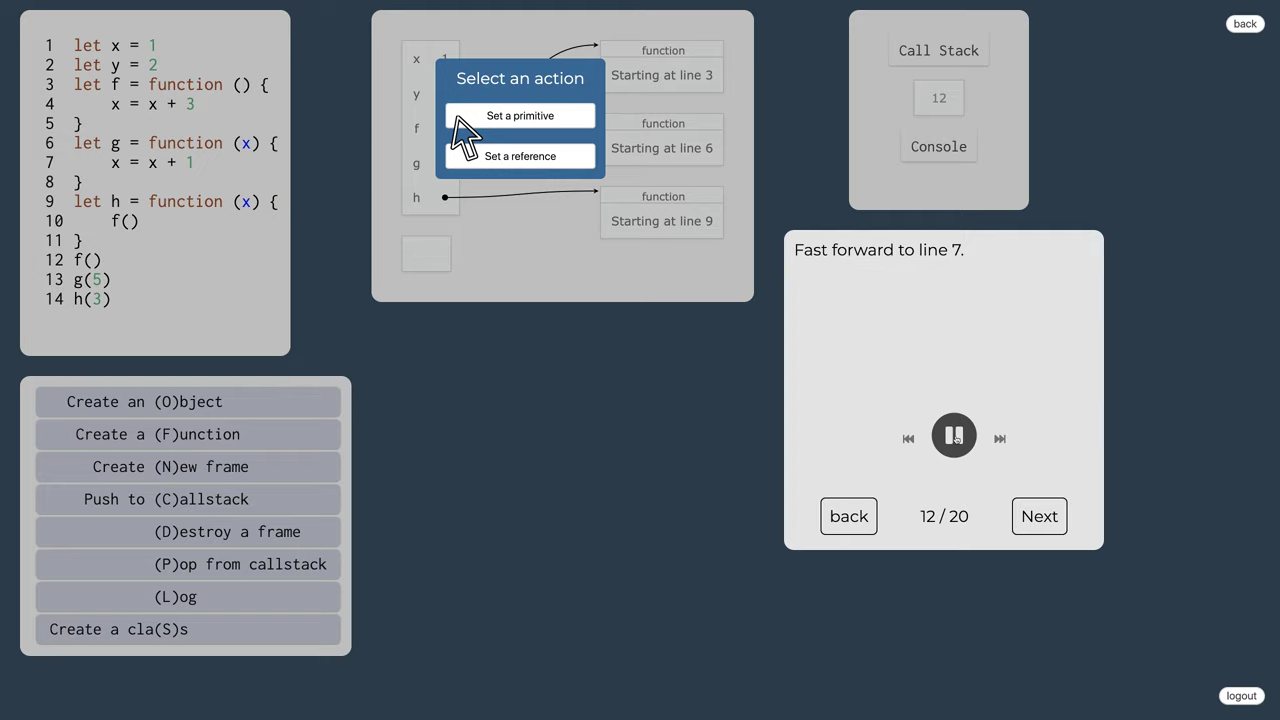 back
1 let x = 1
2 let y = 2
3 let f = function () {
4 x = x + 3
5 }
6 let g = function (x) {
7 x = x + 1
8 }
9 let h = function (x) {
10 f()
11 }
12 f()
13 g(5)
14 h(3)
x
y
f
g
h
Select an action
Set a primitive
Set a reference
function
Starting at line 3
function
Starting at line 6
function
Starting at line 9
Call Stack
12
Console
Fast forward to line 7.
back 12 / 20 Next
Create an (O)bject
Create a (F)unction
Create (N)ew frame
Push to (C)allstack
(D)estroy a frame
(P)op from callstack
(L)og
Create a cla(S)s
logout